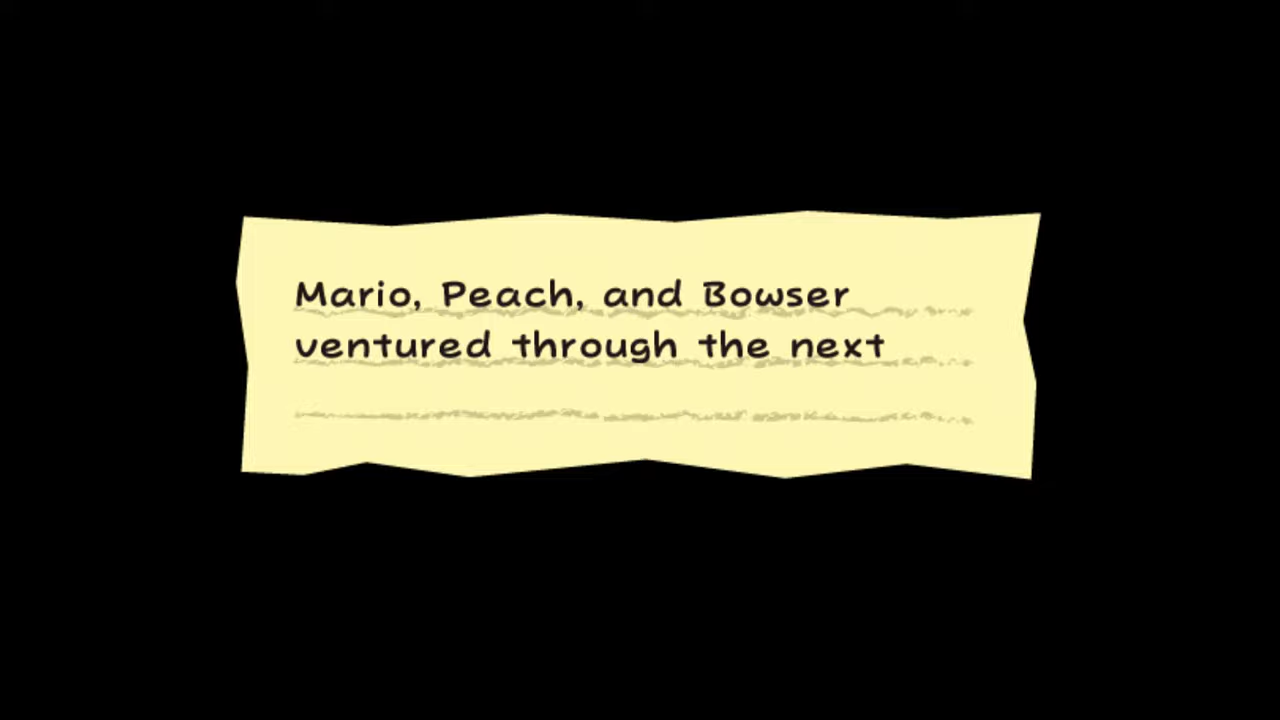 Mario, Peach, and Bowser
ventured through the next